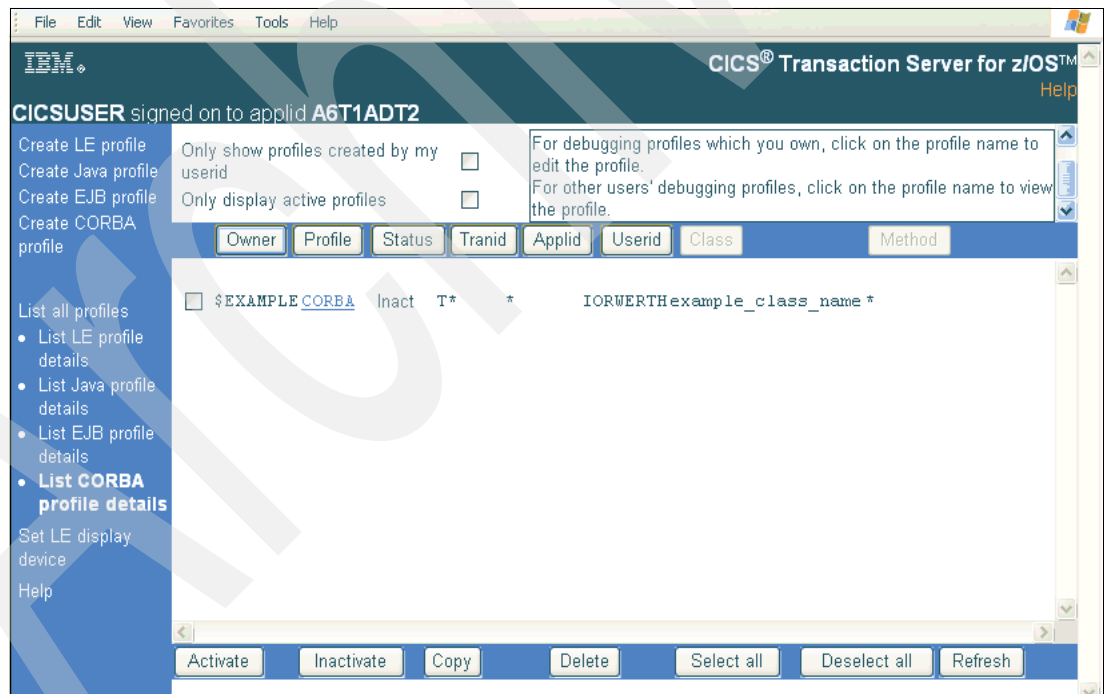 File Edit View Favorites Tools Help
IBM®
CICS® Transaction Server for z/OS™
Help
CICSUSER signed on to applid A6T1ADT2
Create LE profile
Create Java profile
Create EJB profile
Create CORBA
profile
List all profiles
• List LE profile
details
• List Java profile
details
• List EJB profile
details
• List CORBA
profile details
Set LE display
device
Help
Only show profiles created by my
userid
Only display active profiles
For debugging profiles which you own, click on the profile name to
edit the profile.
For other users' debugging profiles, click on the profile name to view
the profile.
Owner Profile Status Tranid Applid Userid Class Method
$EXAMPLE CORBA Inact T* * IORWERTHexample_class_name *
Activate Inactivate Copy Delete Select all Deselect all Refresh